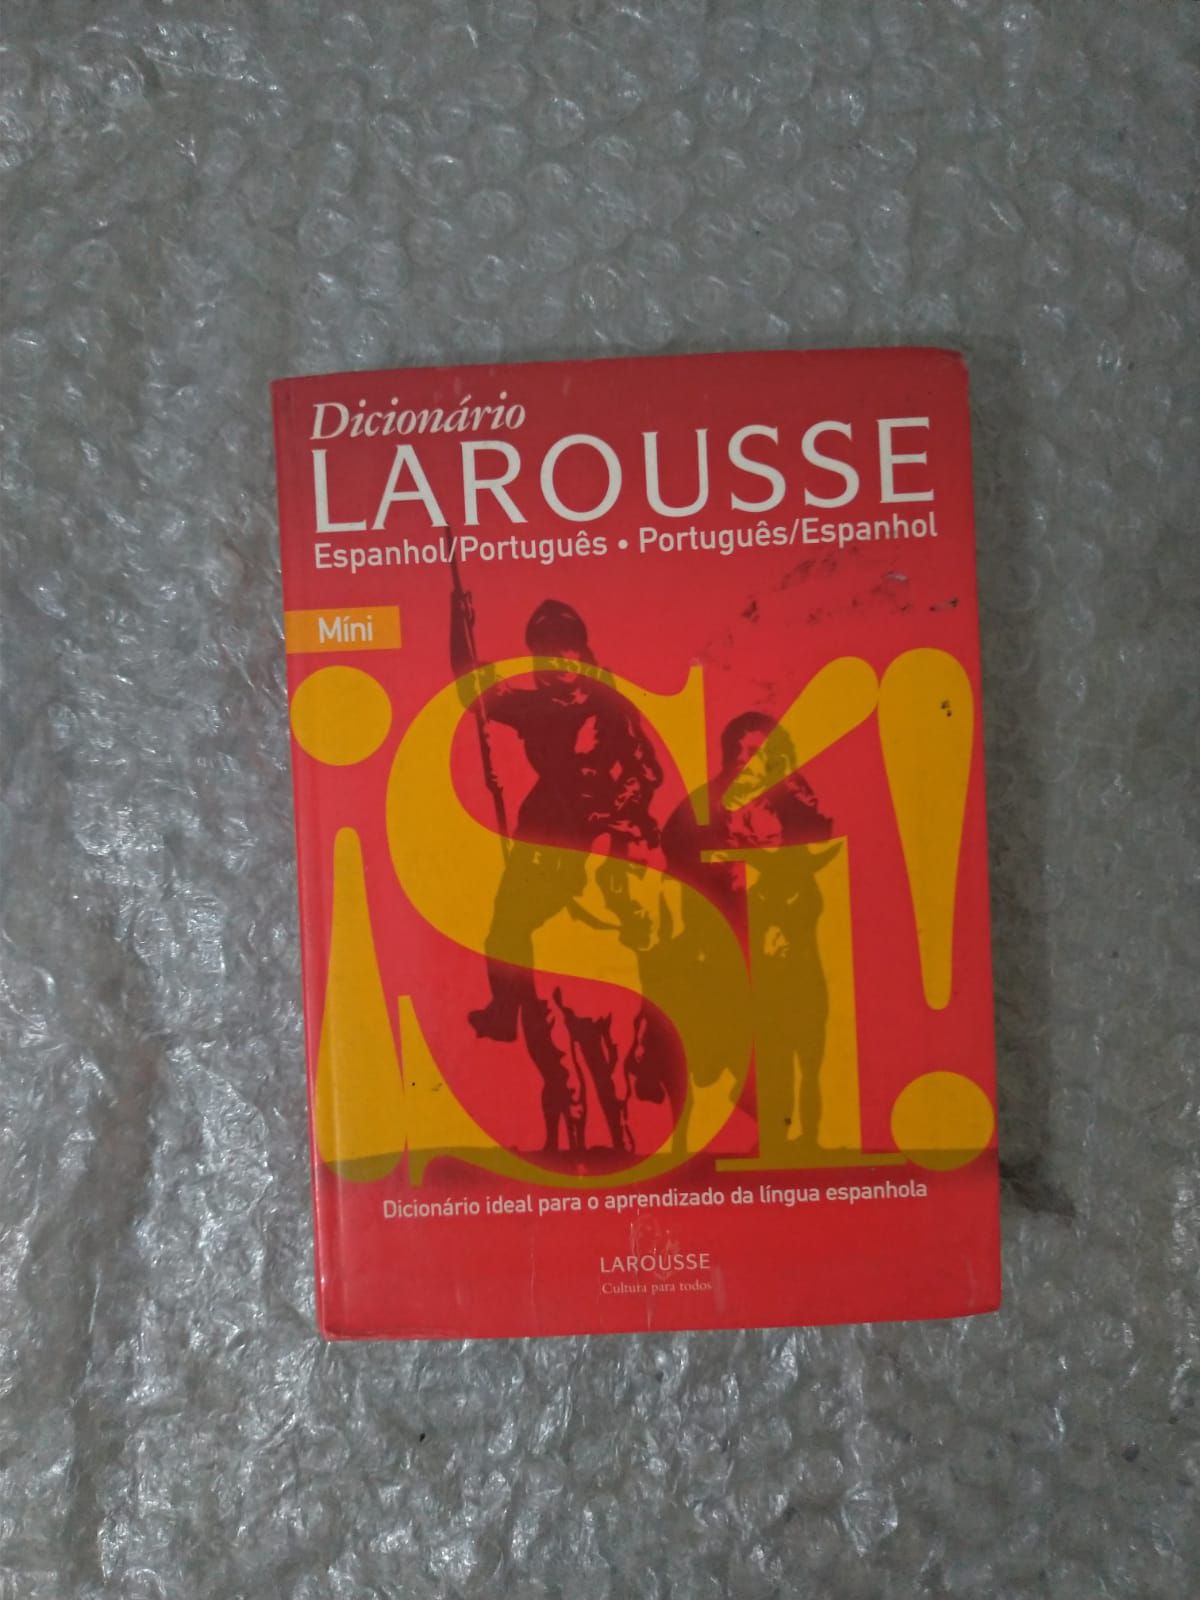 Dicionário
LAROUSSE
Espanhol/Português • Português/Espanhol
Míni
¡Sí!
Dicionário ideal para o aprendizado da língua espanhola
LAROUSSE
Cultura para todos